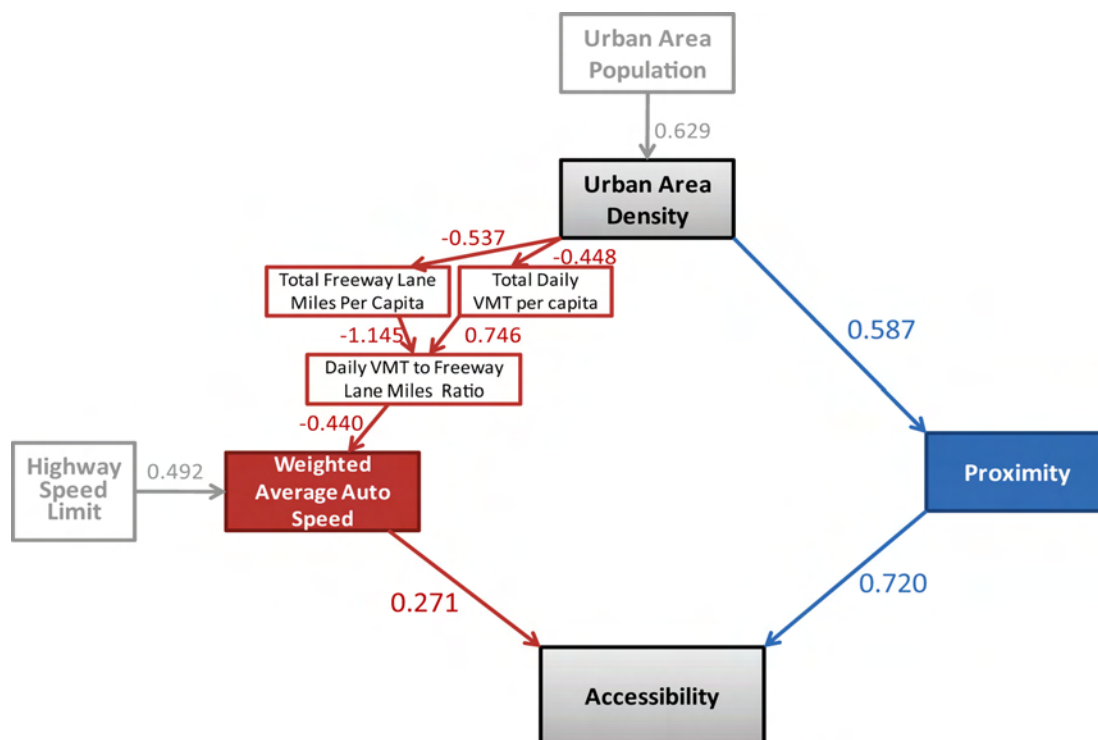 Urban Area
Population
0.629
Urban Area
Density
-0.537
-0.448
Total Freeway Lane
Miles Per Capita
Total Daily
VMT per capita
-1.145
0.746
0.587
Daily VMT to Freeway
Lane Miles Ratio
-0.440
Highway
Speed
Limit
0.492
Weighted
Average Auto
Speed
Proximity
0.271
0.720
Accessibility